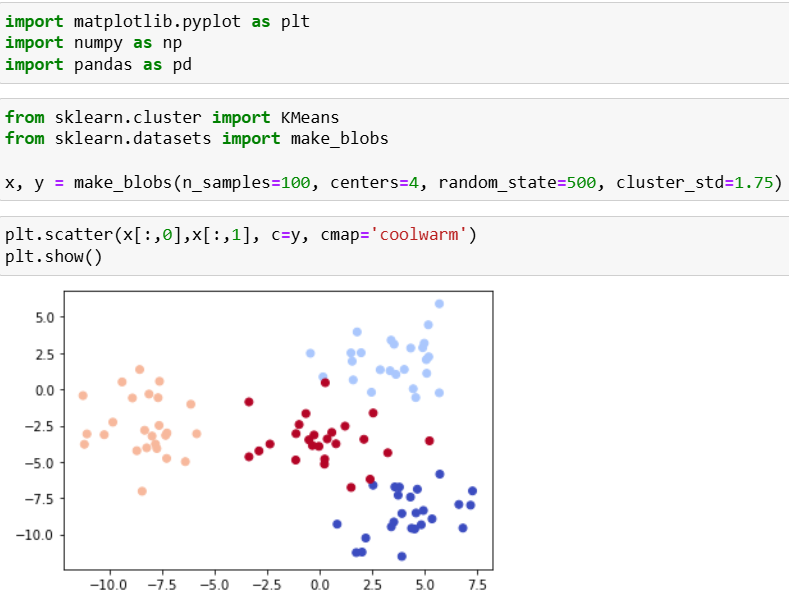 import matplotlib.pyplot as plt
import numpy as np
import pandas as pd
from sklearn.cluster import KMeans
from sklearn.datasets import make_blobs
x, y = make_blobs(n_samples=100, centers=4, random_state=500, cluster_std=1.75)
plt.scatter(x[:,0],x[:,1], c=y, cmap='coolwarm')
plt.show()
5.0
2.5
0.0
−2.5
−5.0
−7.5
−10.0
−10.0 −7.5 −5.0 −2.5 0.0 2.5 5.0 7.5